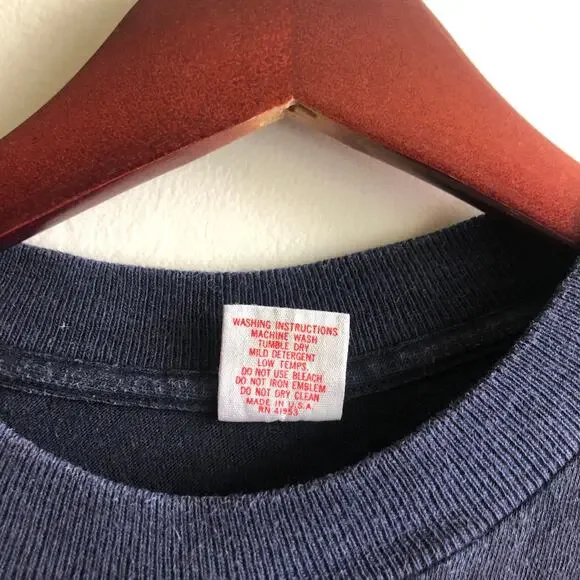 WASHING INSTRUCTIONS
MACHINE WASH
TUMBLE DRY
MILD DETERGENT
LOW TEMPS.
DO NOT USE BLEACH
DO NOT IRON EMBLEM
DO NOT DRY CLEAN
MADE IN U.S.A.
RN 41953